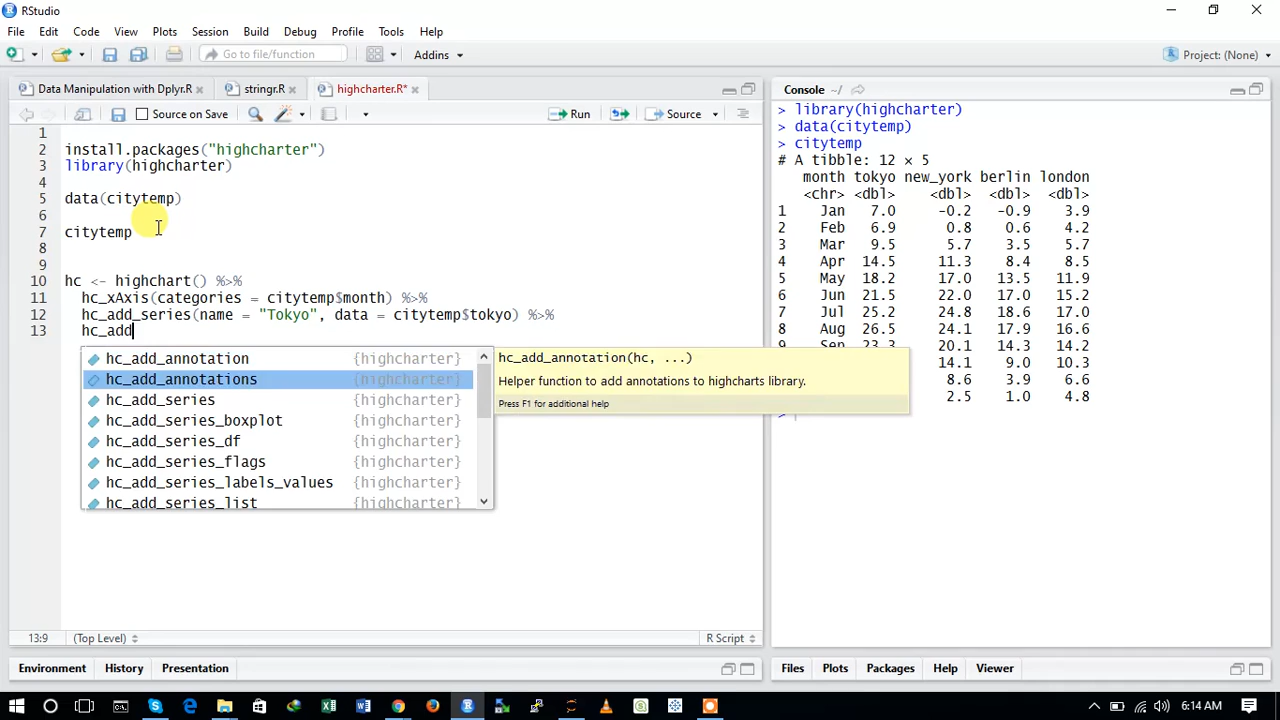 RStudio
File Edit Code View Plots Session Build Debug Profile Tools Help
Go to file/function Addins Project: (None)
Data Manipulation with Dplyr.R stringr.R highcharter.R*
Source on Save Run Source
1
2 install.packages("highcharter")
3 library(highcharter)
4
5 data(citytemp)
6
7 citytemp
8
9
10 hc <- highchart() %>%
11 hc_xAxis(categories = citytemp$month) %>%
12 hc_add_series(name = "Tokyo", data = citytemp$tokyo) %>%
13 hc_add
hc_add_annotation {highcharter}
hc_add_annotations {highcharter}
hc_add_series {highcharter}
hc_add_series_boxplot {highcharter}
hc_add_series_df {highcharter}
hc_add_series_flags {highcharter}
hc_add_series_labels_values {highcharter}
hc_add_series_list {highcharter}
hc_add_annotation(hc, ...)
Helper function to add annotations to highcharts library.
Press F1 for additional help
13:9 (Top Level) R Script
Environment History Presentation
Console ~/
> library(highcharter)
> data(citytemp)
> citytemp
# A tibble: 12 × 5
month tokyo new_york berlin london
<chr> <dbl> <dbl> <dbl> <dbl>
1 Jan 7.0 -0.2 -0.9 3.9
2 Feb 6.9 0.8 0.6 4.2
3 Mar 9.5 5.7 3.5 5.7
4 Apr 14.5 11.3 8.4 8.5
5 May 18.2 17.0 13.5 11.9
6 Jun 21.5 22.0 17.0 15.2
7 Jul 25.2 24.8 18.6 17.0
8 Aug 26.5 24.1 17.9 16.6
9 Sep 23.3 20.1 14.3 14.2
14.1 9.0 10.3
8.6 3.9 6.6
2.5 1.0 4.8
>
Files Plots Packages Help Viewer
6:14 AM